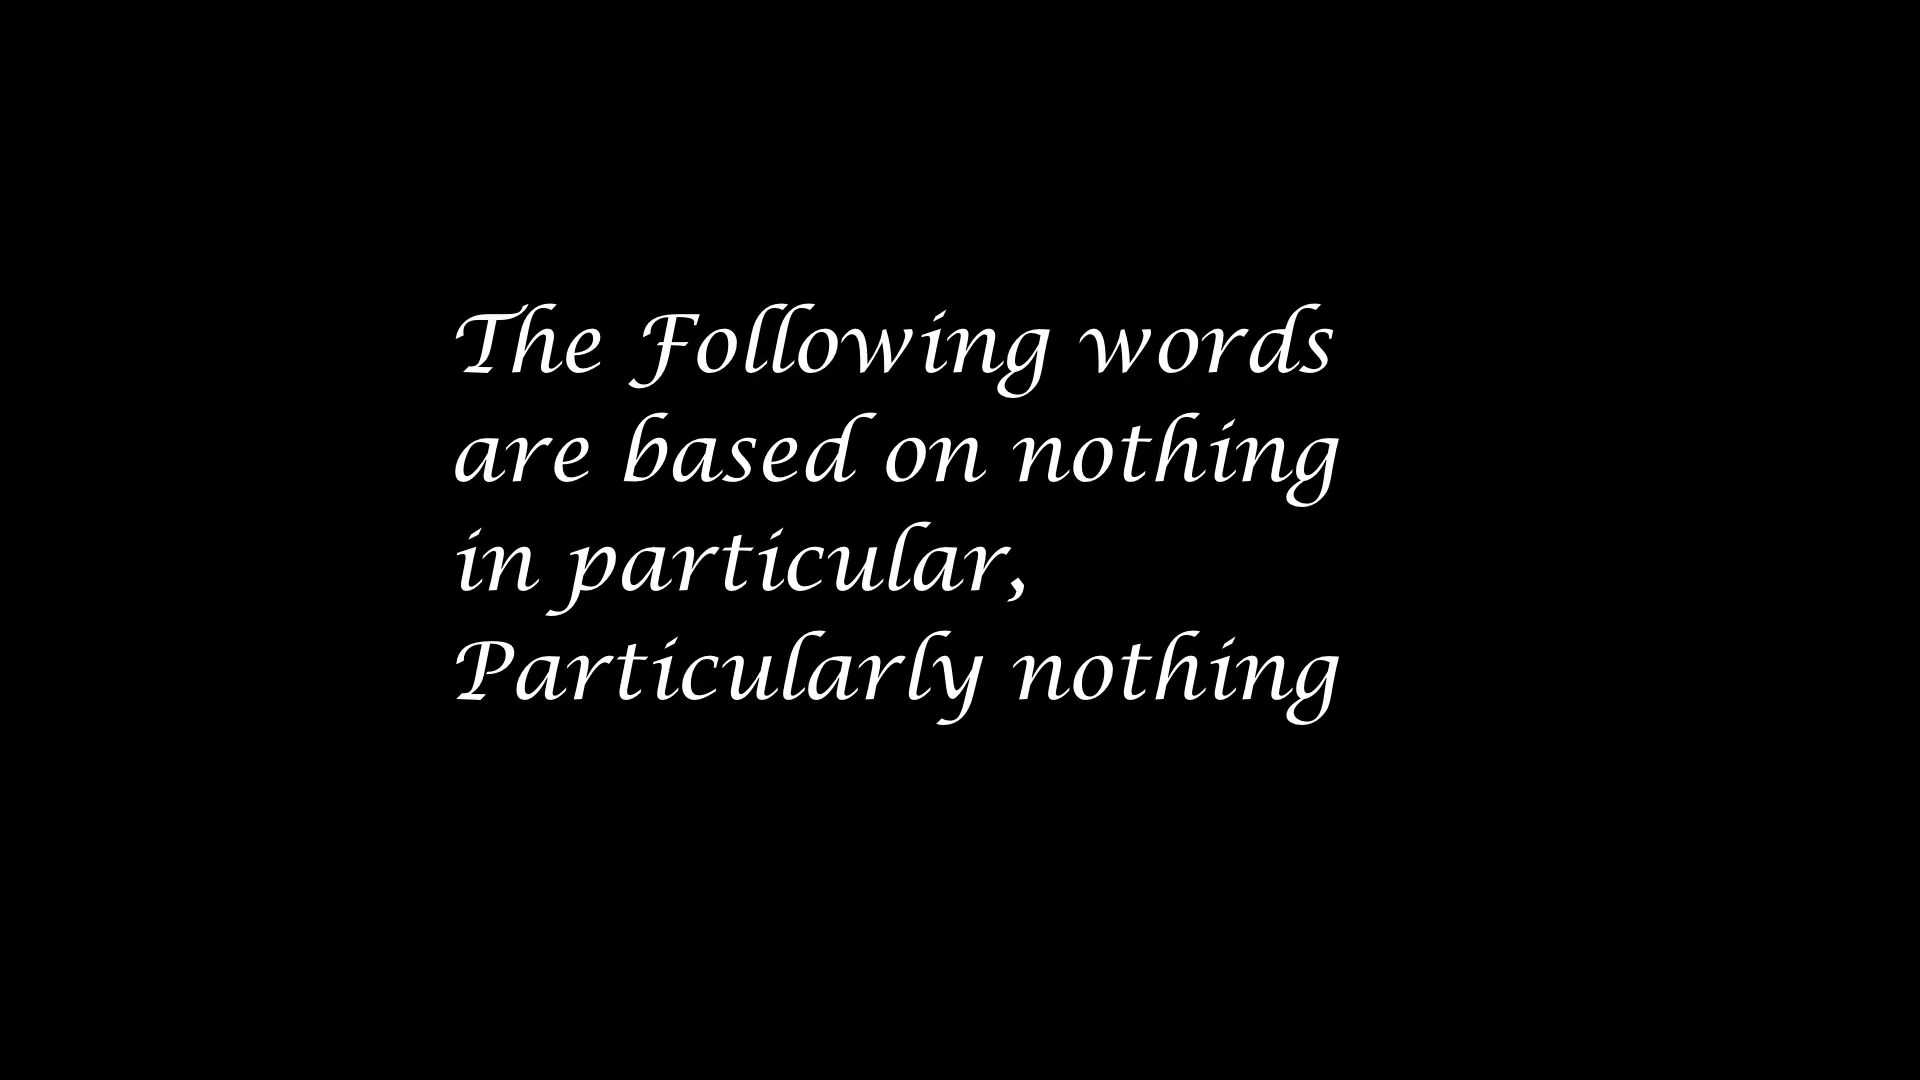 The Following words
are based on nothing
in particular,
Particularly nothing